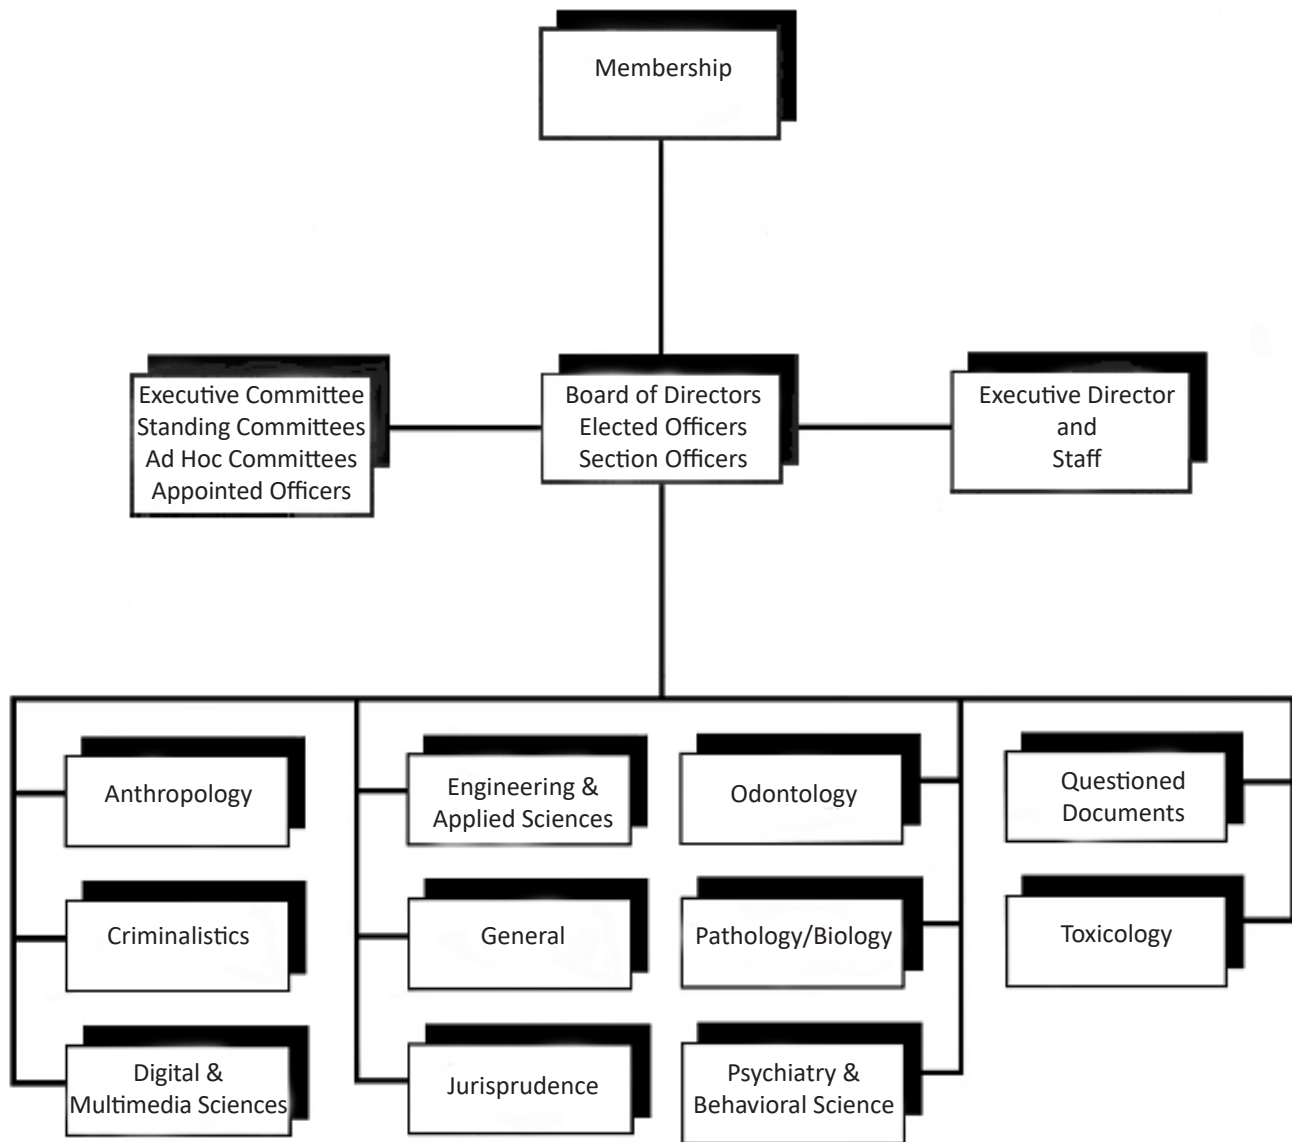 Membership
Executive Committee
Standing Committees
Ad Hoc Committees
Appointed Officers
Board of Directors
Elected Officers
Section Officers
Executive Director
and
Staff
Anthropology
Criminalistics
Digital &
Multimedia Sciences
Engineering &
Applied Sciences
General
Jurisprudence
Odontology
Pathology/Biology
Psychiatry &
Behavioral Science
Questioned
Documents
Toxicology